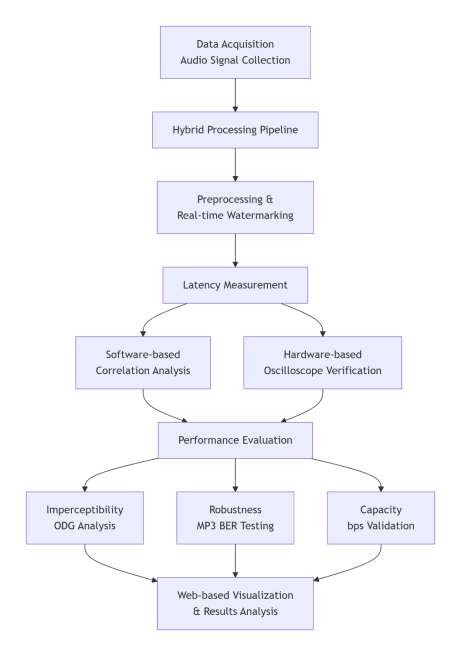 Data Acquisition
Audio Signal Collection
Hybrid Processing Pipeline
Preprocessing &
Real-time Watermarking
Latency Measurement
Software-based
Correlation Analysis
Hardware-based
Oscilloscope Verification
Performance Evaluation
Imperceptibility
ODG Analysis
Robustness
MP3 BER Testing
Capacity
bps Validation
Web-based Visualization
& Results Analysis